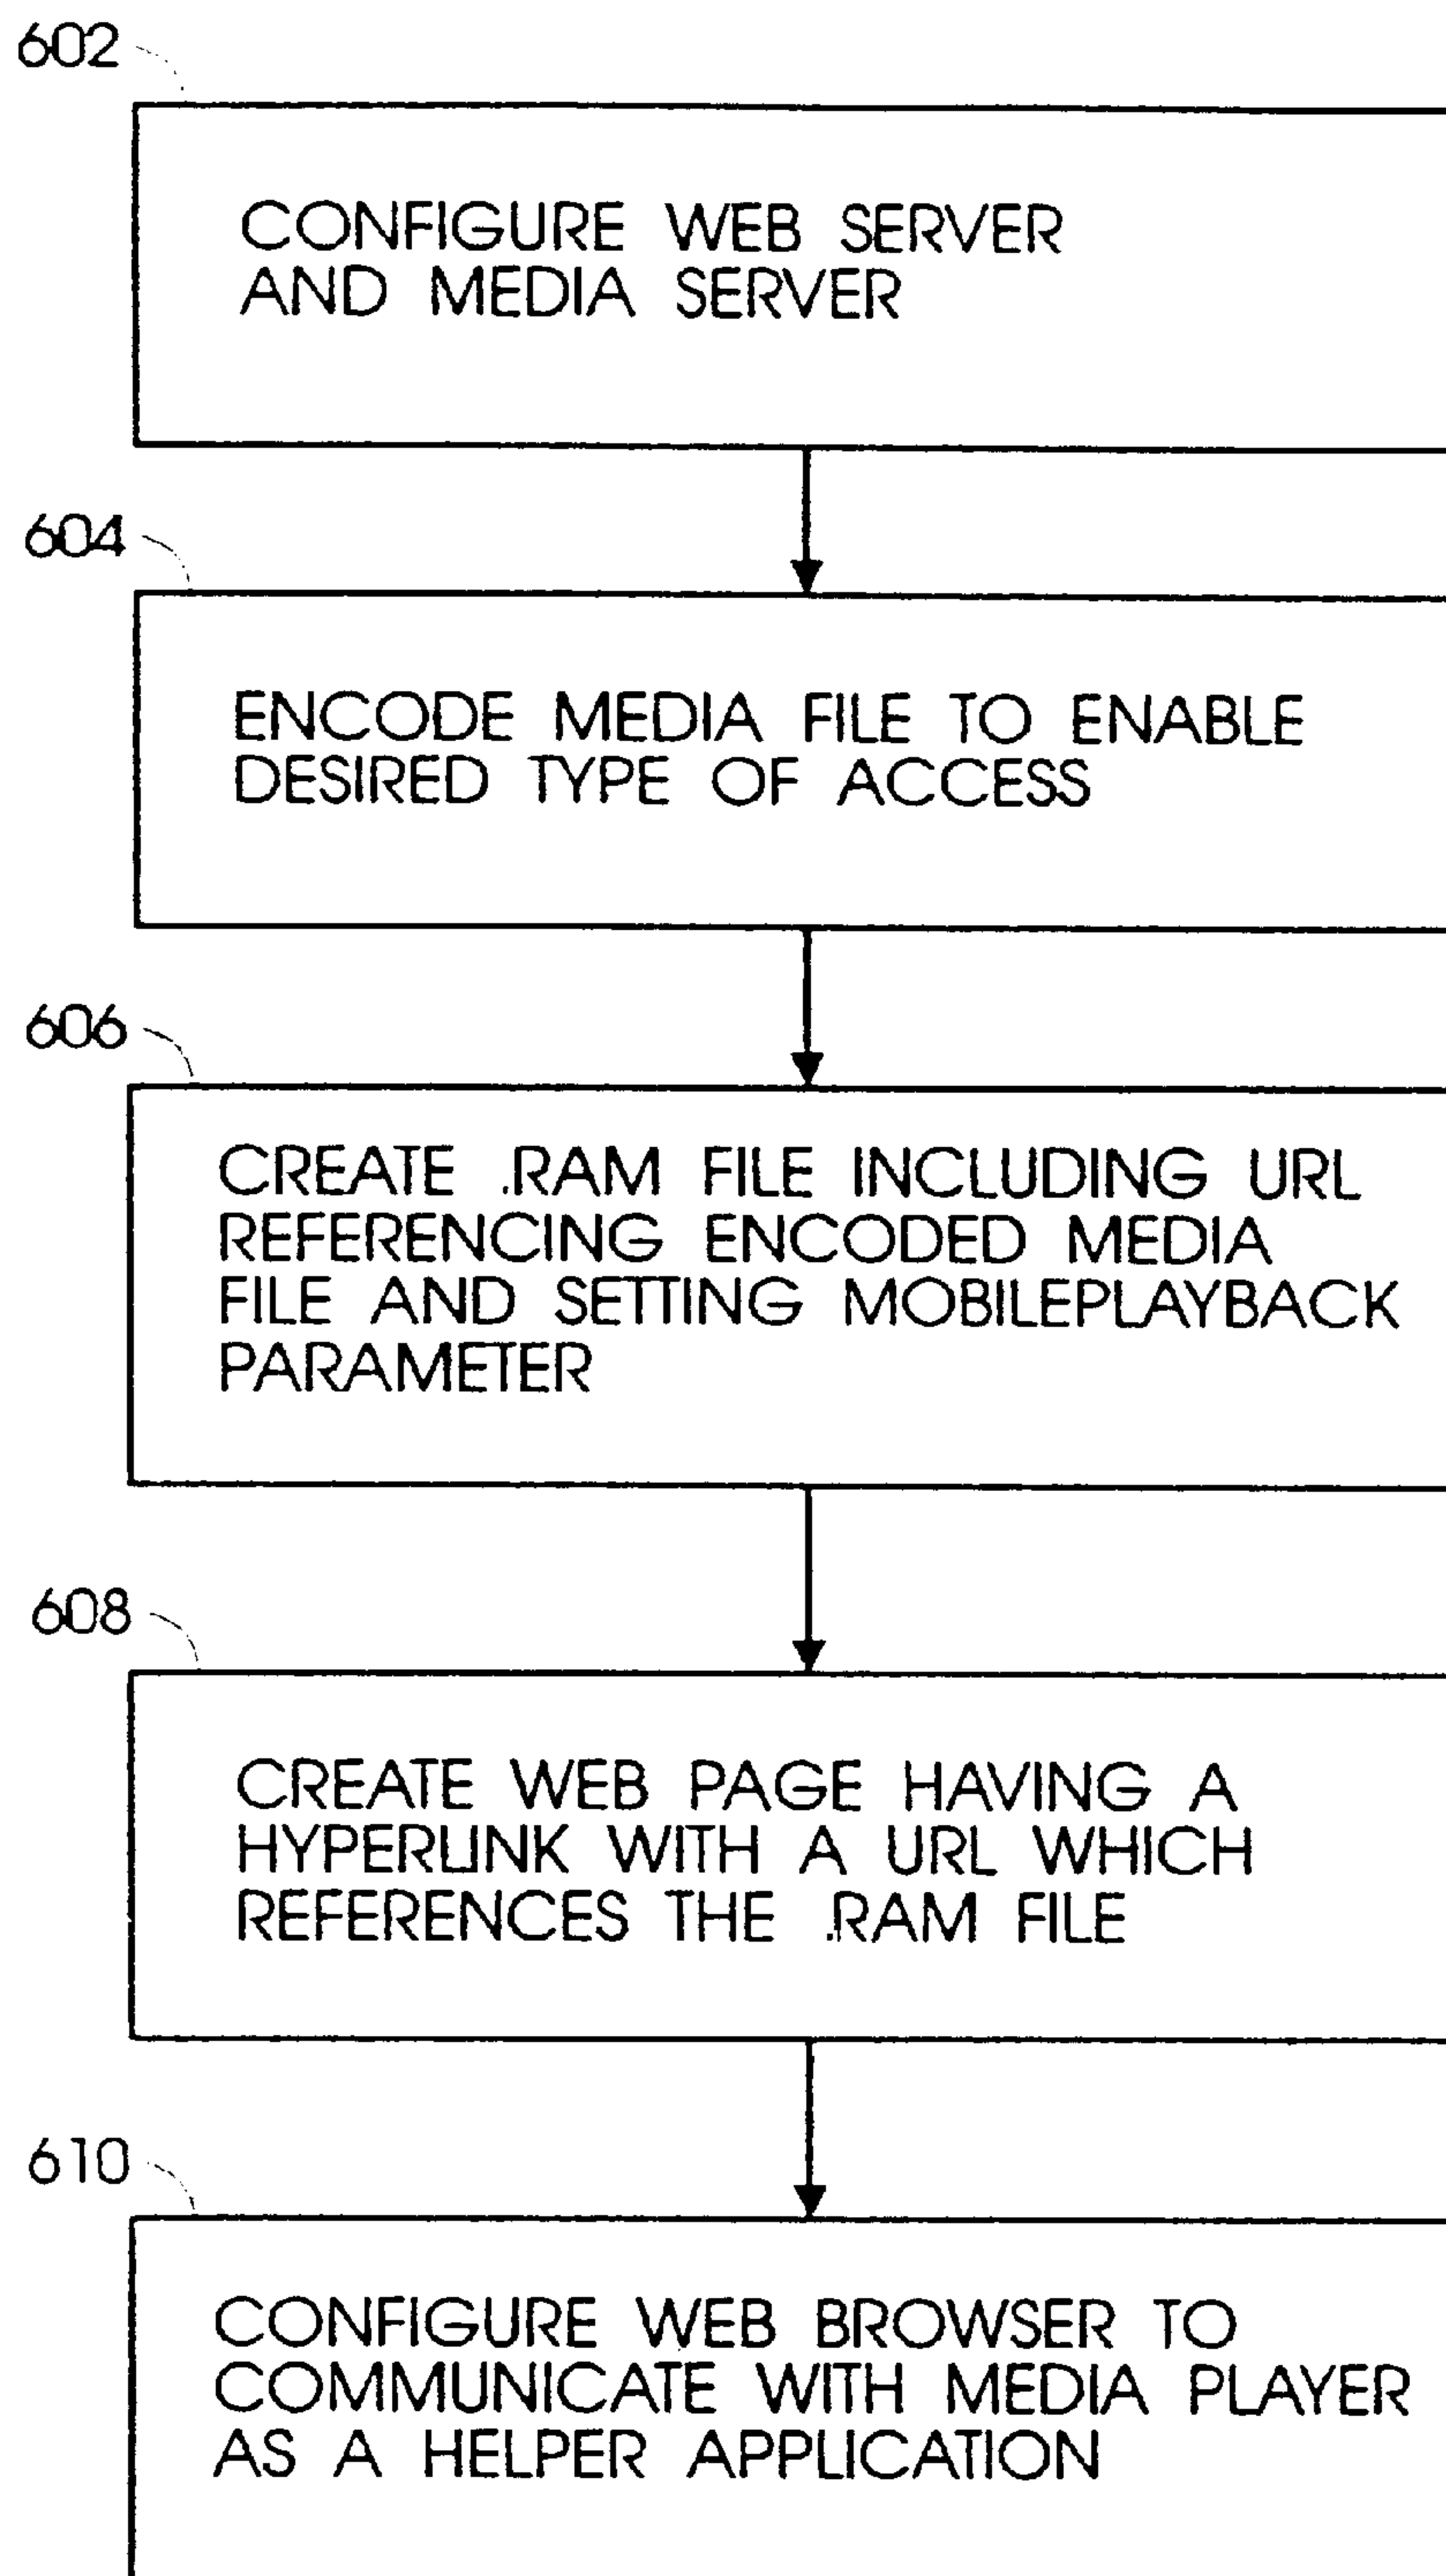 602
CONFIGURE WEB SERVER
AND MEDIA SERVER
604
ENCODE MEDIA FILE TO ENABLE
DESIRED TYPE OF ACCESS
606
CREATE .RAM FILE INCLUDING URL
REFERENCING ENCODED MEDIA
FILE AND SETTING MOBILEPLAYBACK
PARAMETER
608
CREATE WEB PAGE HAVING A
HYPERLINK WITH A URL WHICH
REFERENCES THE .RAM FILE
610
CONFIGURE WEB BROWSER TO
COMMUNICATE WITH MEDIA PLAYER
AS A HELPER APPLICATION